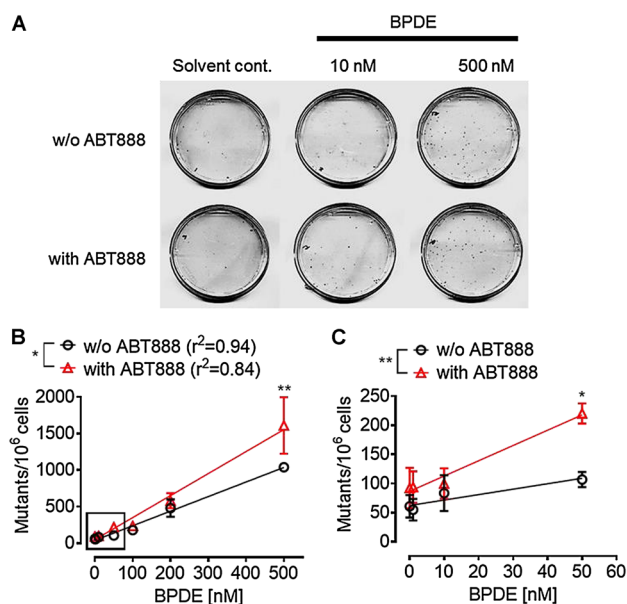 A
BPDE
Solvent cont. 10 nM 500 nM
w/o ABT888
with ABT888
B
* w/o ABT888 (r²=0.94)
with ABT888 (r²=0.84)
Mutants/10⁶ cells
2000
1500
1000
500
0
**
0 100 200 300 400 500
BPDE [nM]
C
** w/o ABT888
with ABT888
Mutants/10⁶ cells
250
200
150
100
50
0
*
0 10 20 30 40 50 60
BPDE [nM]